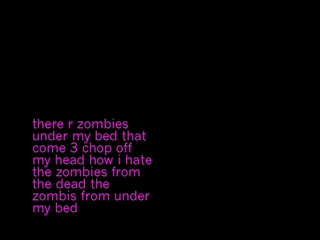 there r zombies
under my bed that
come 3 chop off
my head how i hate
the zombies from
the dead the
zombis from under
my bed